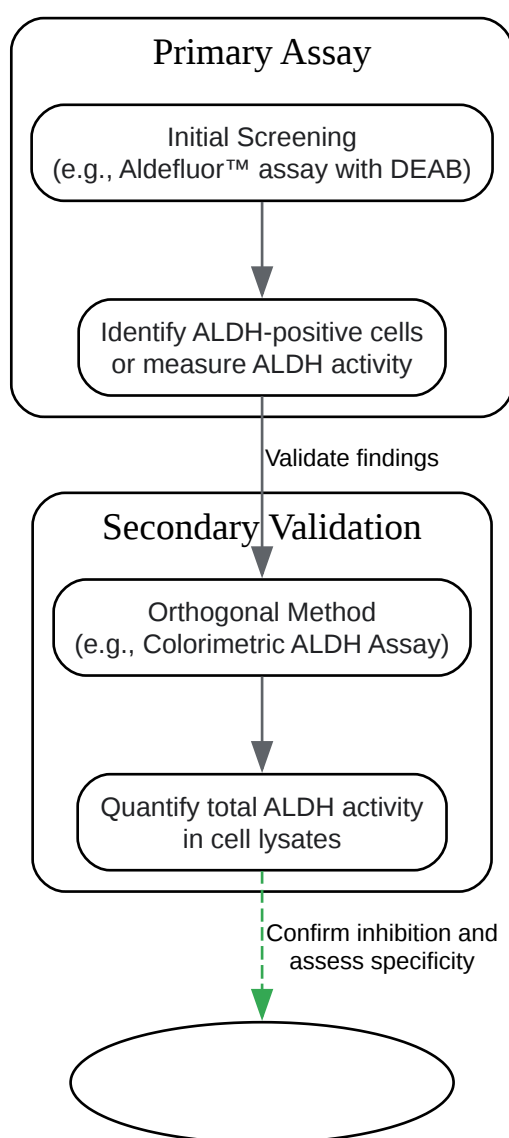 Primary Assay
Initial Screening
(e.g., Aldefluor™ assay with DEAB)
Identify ALDH-positive cells
or measure ALDH activity
Validate findings
Secondary Validation
Orthogonal Method
(e.g., Colorimetric ALDH Assay)
Quantify total ALDH activity
in cell lysates
Confirm inhibition and
assess specificity